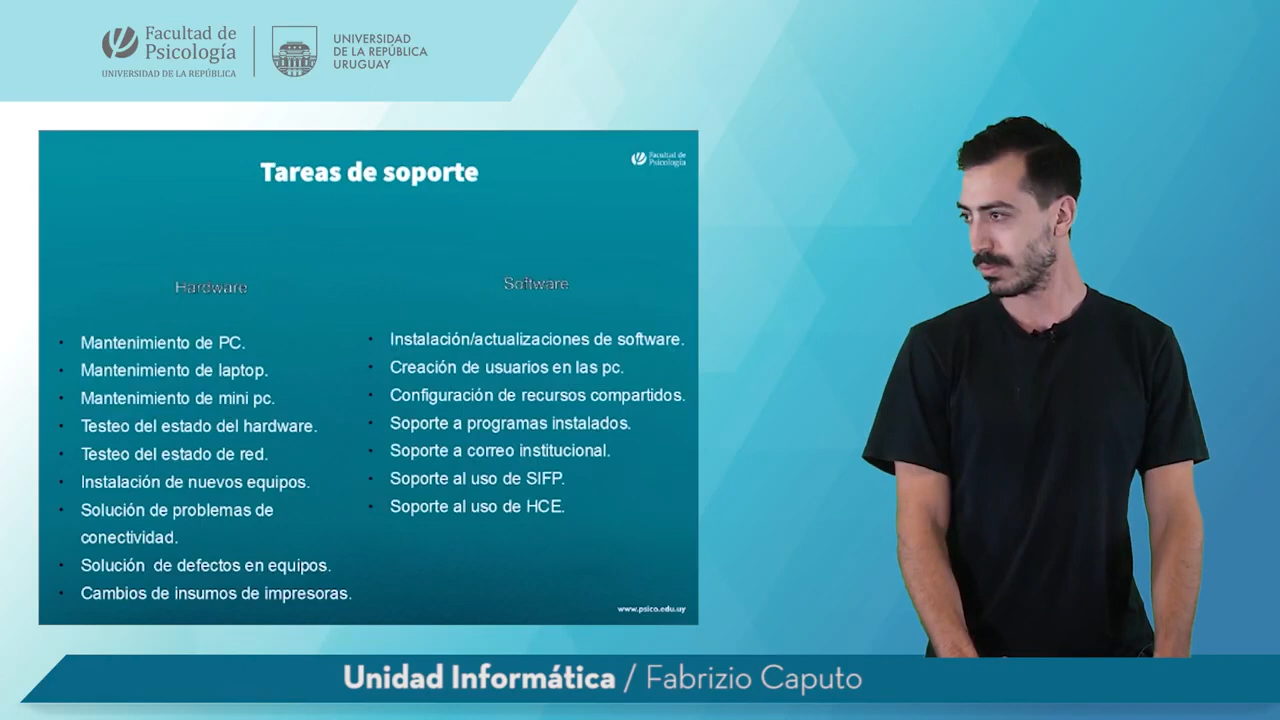 Facultad de
Psicología
UNIVERSIDAD DE LA REPÚBLICA
UNIVERSIDAD
DE LA REPÚBLICA
URUGUAY
Tareas de soporte
Facultad de
Psicología
Hardware
Mantenimiento de PC.
Mantenimiento de laptop.
Mantenimiento de mini pc.
Testeo del estado del hardware.
Testeo del estado de red.
Instalación de nuevos equipos.
Solución de problemas de
conectividad.
Solución de defectos en equipos.
Cambios de insumos de impresoras.
Software
Instalación/actualizaciones de software.
Creación de usuarios en las pc.
Configuración de recursos compartidos.
Soporte a programas instalados.
Soporte a correo institucional.
Soporte al uso de SIFP.
Soporte al uso de HCE.
www.psico.edu.uy
Unidad Informática / Fabrizio Caputo